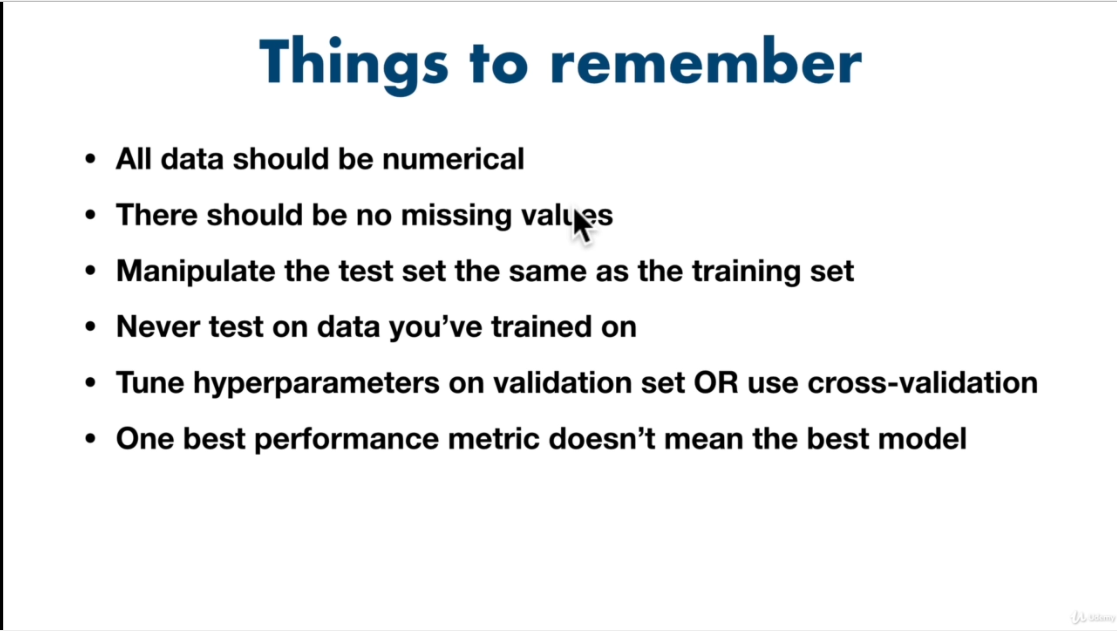 Things to remember
• All data should be numerical
• There should be no missing values
• Manipulate the test set the same as the training set
• Never test on data you’ve trained on
• Tune hyperparameters on validation set OR use cross-validation
• One best performance metric doesn’t mean the best model
Udemy